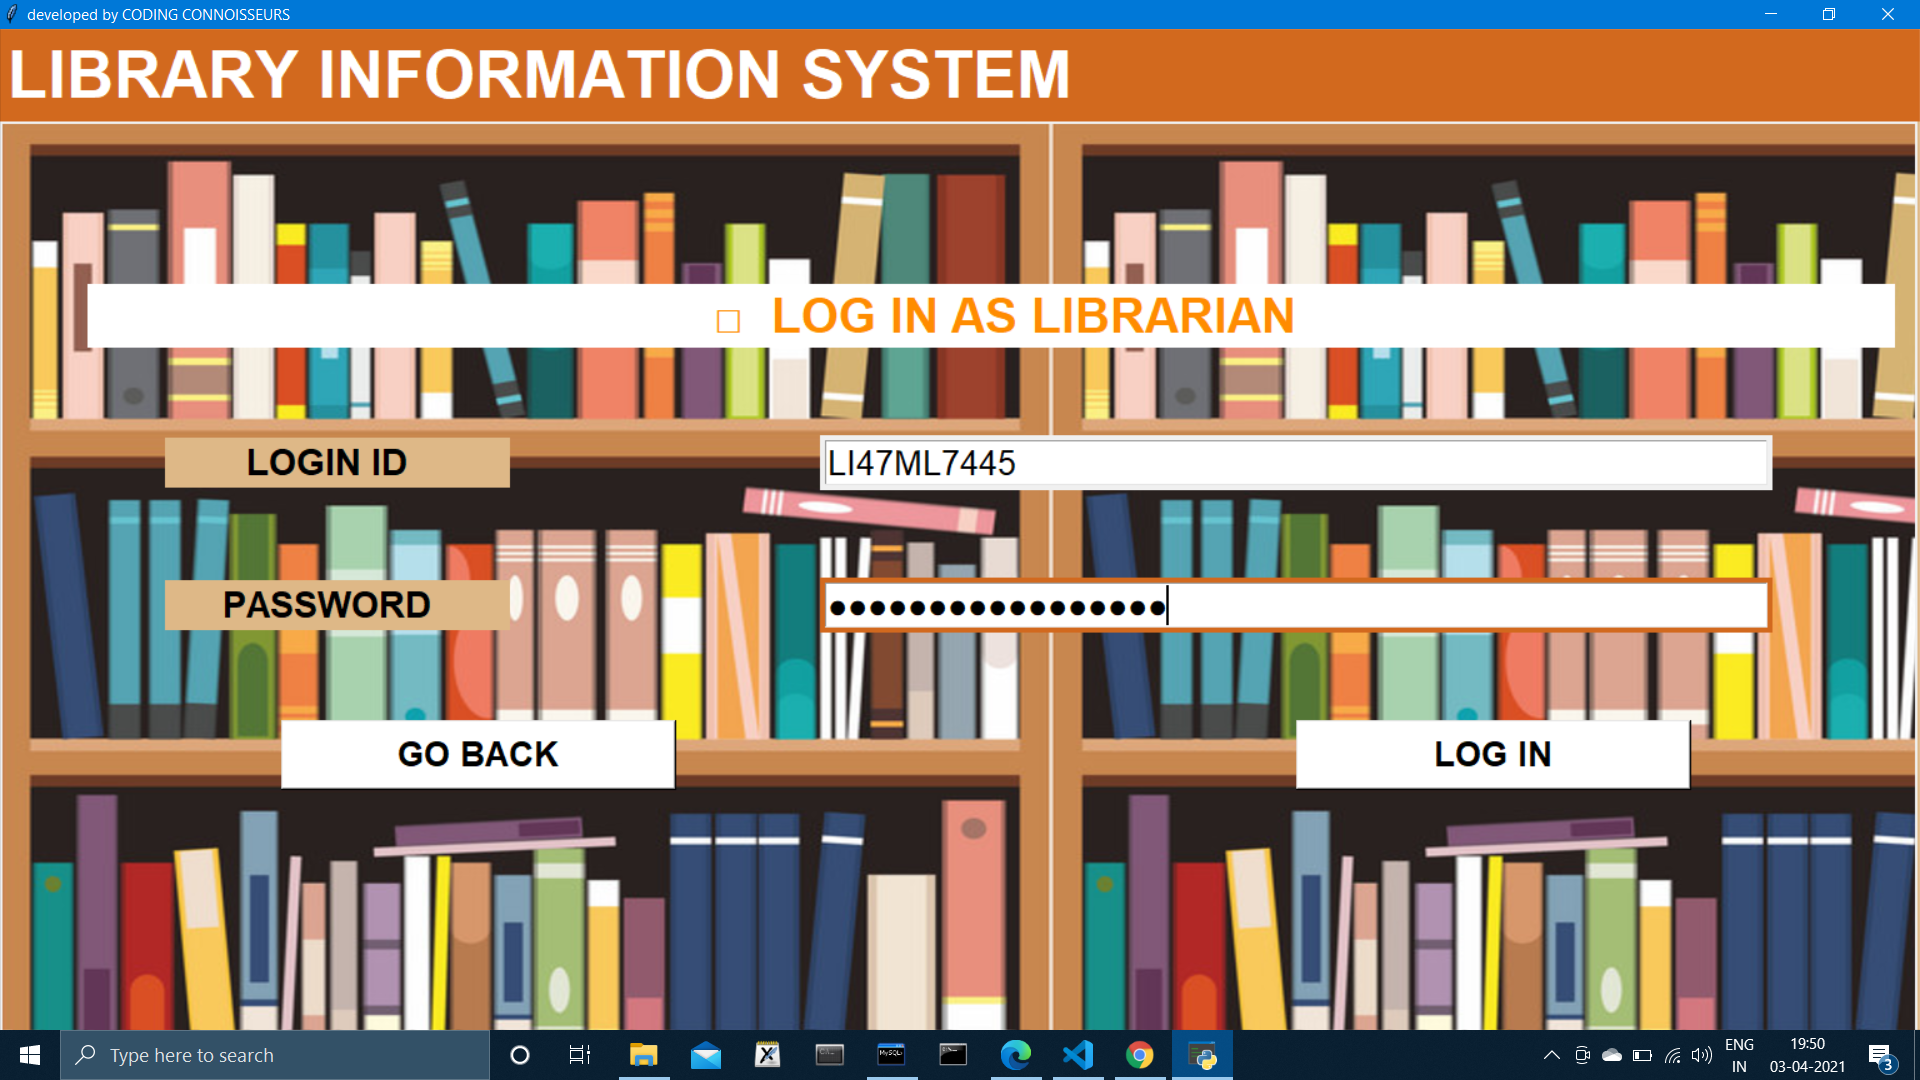 developed by CODING CONNOISSEURS
LIBRARY INFORMATION SYSTEM
LOG IN AS LIBRARIAN
LOGIN ID
LI47ML7445
PASSWORD
GO BACK
LOG IN
Type here to search
ENG
IN
19:50
03-04-2021
3